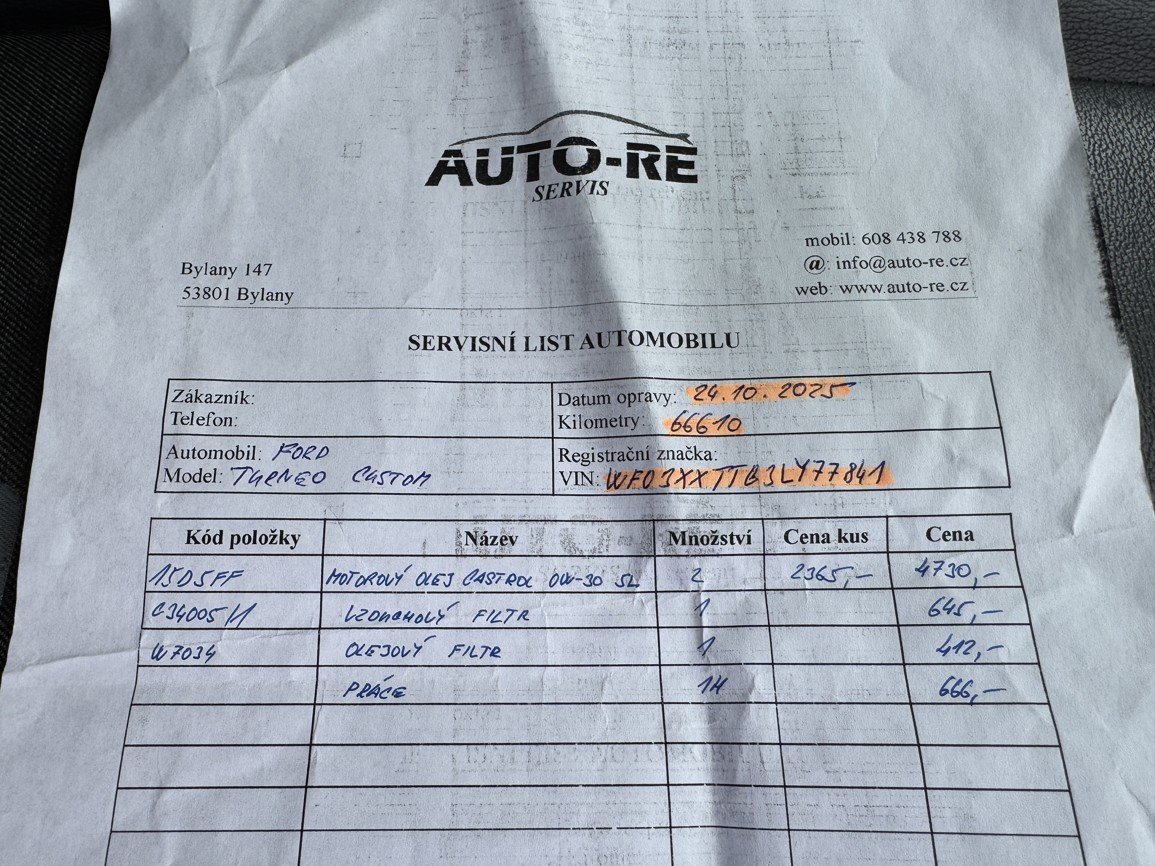 AUTO-RE
SERVIS
Bylany 147
53801 Bylany
mobil: 608 438 788
@: info@auto-re.cz
web: www.auto-re.cz
SERVISNÍ LIST AUTOMOBILU
Zákazník:
Telefon:
Datum opravy: 24.10.2025
Kilometry: 66610
Automobil: FORD
Model: TURNEO CUSTOM
Registrační značka:
VIN: WF03XXTTG3LY77841
Kód položky Název Množství Cena kus Cena
15D5FF MOTOROVÝ OLEJ CASTROL 0W-30 5L 2 2365,- 4730,-
C34005/1 VZDUCHOVÝ FILTR 1 645,-
W7034 OLEJOVÝ FILTR 1 412,-
PRÁCE 1H 666,-